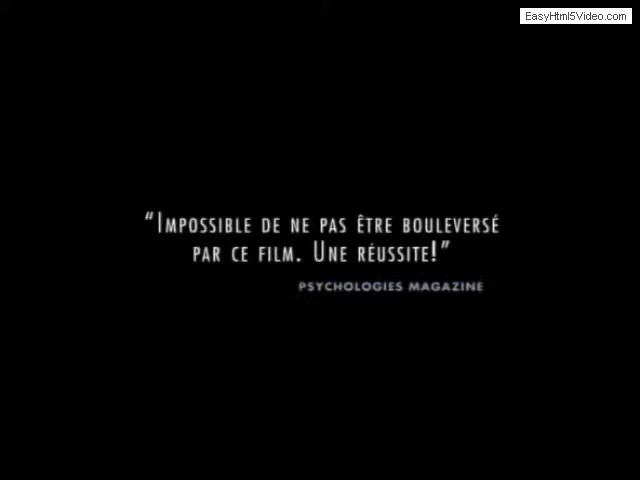 EasyHtml5Video.com
“Impossible de ne pas être bouleversé
par ce film. Une réussite!”
PSYCHOLOGIES MAGAZINE